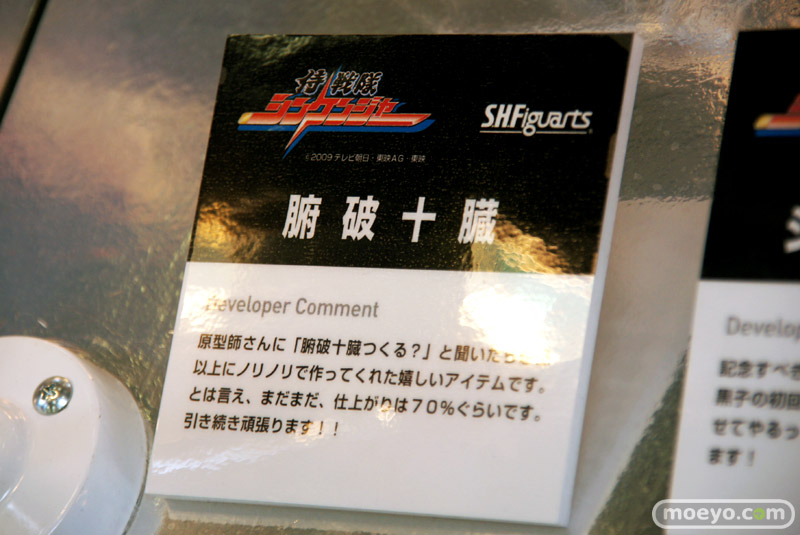 侍戦隊
シンケンジャー
S.H.Figuarts
©2009 テレビ朝日・東映AG・東映
腑破十臓
Developer Comment
原型師さんに「腑破十臓つくる？」と聞いたら
以上にノリノリで作ってくれた嬉しいアイテムです。
とは言え、まだまだ、仕上がりは７０％ぐらいです。
引き続き頑張ります！！
記念すべき
黒子の初回
せてやるっ
ます！
moeyo.com